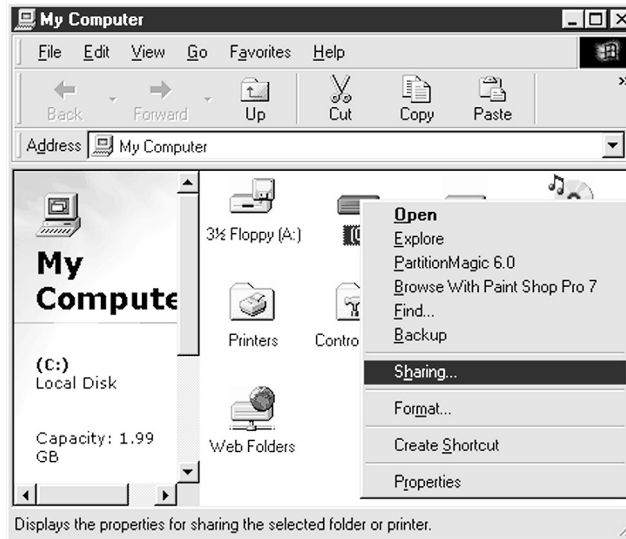 My Computer
File Edit View Go Favorites Help
Back Forward Up Cut Copy Paste »
Address My Computer
My
Compute
(C:)
Local Disk
Capacity: 1.99
GB
3½ Floppy (A:)
Printers
Contro
Web Folders
Open
Explore
PartitionMagic 6.0
Browse With Paint Shop Pro 7
Find...
Backup
Sharing...
Format...
Create Shortcut
Properties
Displays the properties for sharing the selected folder or printer.